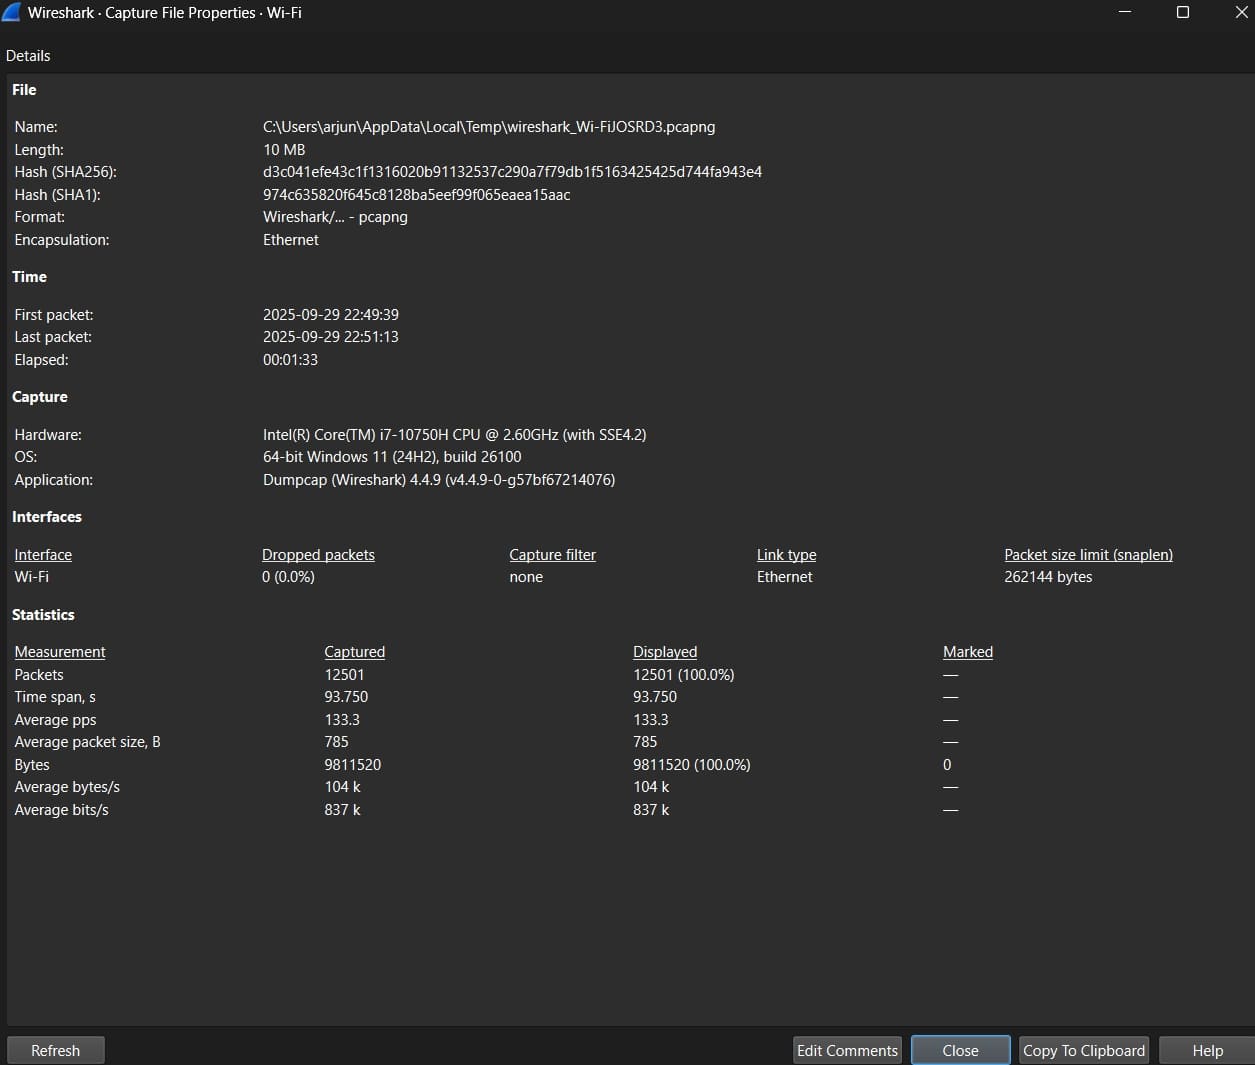 Wireshark · Capture File Properties · Wi-Fi
Details
File
Name: C:\Users\arjun\AppData\Local\Temp\wireshark_Wi-FiJOSRD3.pcapng
Length: 10 MB
Hash (SHA256): d3c041efe43c1f1316020b91132537c290a7f79db1f5163425425d744fa943e4
Hash (SHA1): 974c635820f645c8128ba5eef99f065eaea15aac
Format: Wireshark/... - pcapng
Encapsulation: Ethernet
Time
First packet: 2025-09-29 22:49:39
Last packet: 2025-09-29 22:51:13
Elapsed: 00:01:33
Capture
Hardware: Intel(R) Core(TM) i7-10750H CPU @ 2.60GHz (with SSE4.2)
OS: 64-bit Windows 11 (24H2), build 26100
Application: Dumpcap (Wireshark) 4.4.9 (v4.4.9-0-g57bf67214076)
Interfaces
Interface Dropped packets Capture filter Link type Packet size limit (snaplen)
Wi-Fi 0 (0.0%) none Ethernet 262144 bytes
Statistics
Measurement Captured Displayed Marked
Packets 12501 12501 (100.0%) —
Time span, s 93.750 93.750 —
Average pps 133.3 133.3 —
Average packet size, B 785 785 —
Bytes 9811520 9811520 (100.0%) 0
Average bytes/s 104 k 104 k —
Average bits/s 837 k 837 k —
Refresh Edit Comments Close Copy To Clipboard Help